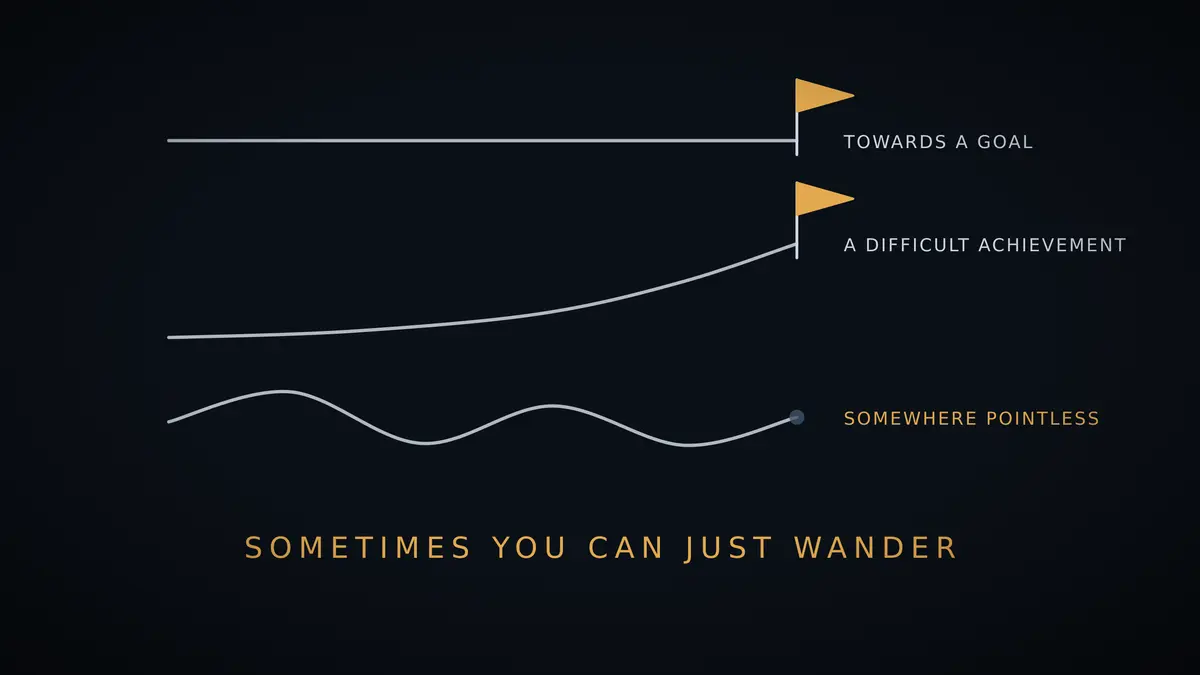 TOWARDS A GOAL
A DIFFICULT ACHIEVEMENT
SOMEWHERE POINTLESS
SOMETIMES YOU CAN JUST WANDER